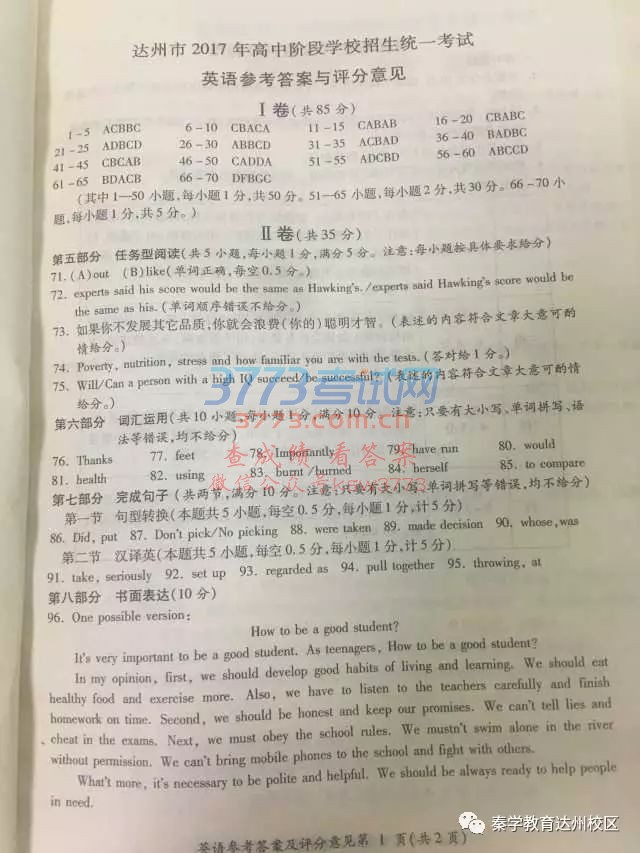 达州市 2017 年高中阶段学校招生统一考试
英语参考答案与评分意见
Ⅰ 卷(共 85 分)
1-5 ACBBC 6-10 CBACA 11-15 CABAB 16-20 CBABC
21-25 ADBCD 26-30 ABBCD 31-35 ACBAD 36-40 BADBC
41-45 CBCAB 46-50 CADDA 51-55 ADCBD 56-60 ABCCD
61-65 BDACB 66-70 DFBGC
(其中 1—50 小题,每小题 1 分,共 50 分。51—65 小题,每小题 2 分,共 30 分。66-70 小
题,每小题 1 分,共 5 分。)
Ⅱ 卷(共 35 分)
第五部分 任务型阅读(共 5 小题,每小题 1 分,满分 5 分。注意:每小题按具体要求给分)
71. (A)out (B)like(单词正确,每空 0.5 分。)
72. experts said his score would be the same as Hawking's./experts said Hawking's score would be
the same as his. (单词顺序错误不给分。)
73. 如果你不发展其它品质,你就会浪费(你的)聪明才智。(表述的内容符合文章大意可酌
情给分。)
74. Poverty, nutrition, stress and how familiar you are with the tests. (答对给 1 分。)
75. Will/Can a person with a high IQ succeed/be successful? (表述的内容符合文章大意可酌情
给分。)
第六部分 词汇运用(共 10 小题,每小题 1 分,满分 10 分。注意:只要有大小写、单词拼写、语
法等错误,均不给分)
76. Thanks 77. feet 78. Importantly 79. have run 80. would
81. health 82. using 83. burnt /burned 84. herself 85. to compare
第七部分 完成句子 (共两节,满分 10 分。注意:只要有大小写、单词拼写等错误,均不给分)
第一节 句型转换(本题共 5 小题,每空 0.5 分,每小题 1 分,计 5 分)
86. Did, put 87. Don't pick/No picking 88. were taken 89. made decision 90. whose,was
第二节 汉译英(本题共 5 小题,每空 0.5 分,每小题 1 分,计 5 分)
91. take, seriously 92. set up 93. regarded as 94. pull together 95. throwing, at
第八部分 书面表达(10 分)
96. One possible version:
How to be a good student?
It's very important to be a good student. As teenagers, How to be a good student?
In my opinion, first, we should develop good habits of living and learning. We should eat
healthy food and exercise more. Also, we have to listen to the teachers carefully and finish
homework on time. Second, we should be honest and keep our promises. We can't tell lies and
cheat in the exams. Next, we must obey the school rules. We mustn't swim alone in the river
without permission. We can't bring mobile phones to the school and fight with others.
What's more, it's necessary to be polite and helpful. We should be always ready to help people
in need.
英语参考答案及评分意见第 1 页(共 2 页)
3773考试网
3773.com.cn
查成绩 看答案
秦学教育达州校区